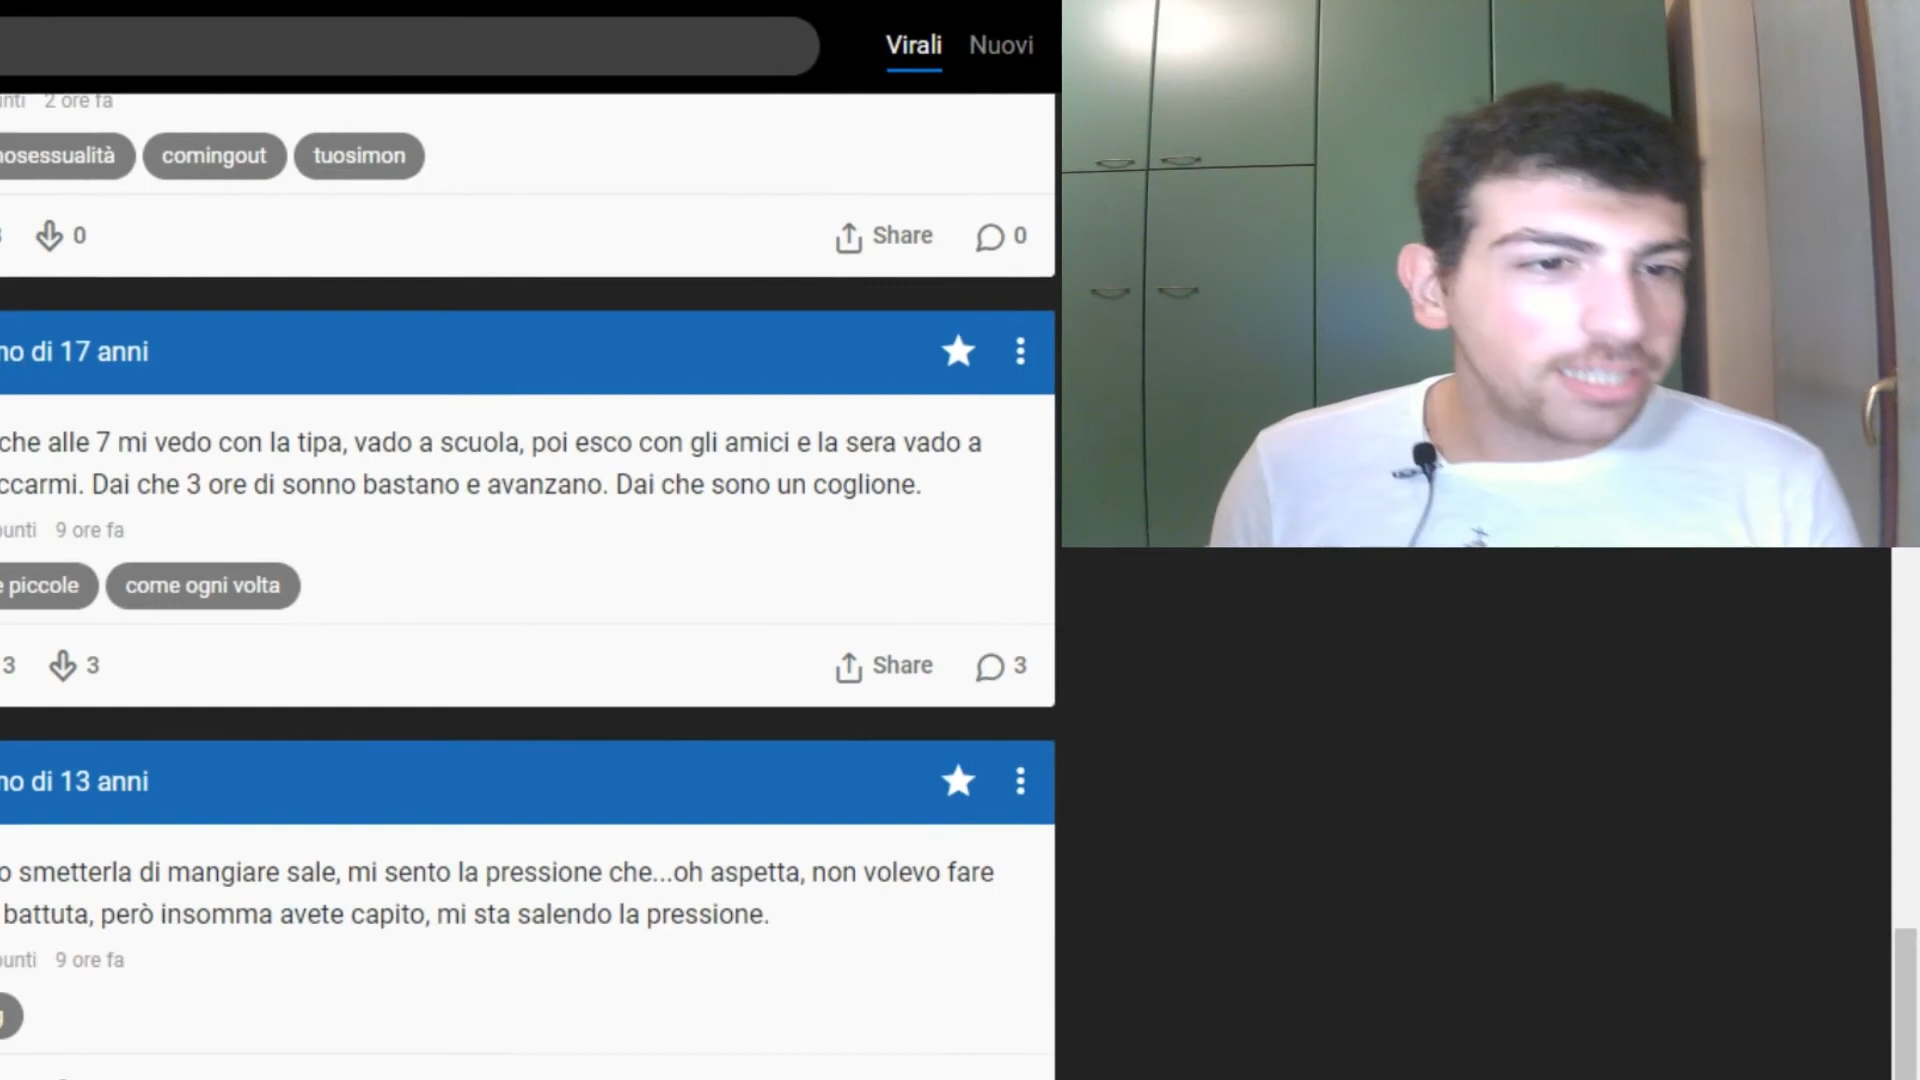 Virali Nuovi
2 ore fa
comingout tuosimon
0 Share 0
di 17 anni
che alle 7 mi vedo con la tipa, vado a scuola, poi esco con gli amici e la sera vado a
Dai che 3 ore di sonno bastano e avanzano. Dai che sono un coglione.
9 ore fa
piccole come ogni volta
3 3 Share 3
di 13 anni
smetterla di mangiare sale, mi sento la pressione che...oh aspetta, non volevo fare
battuta, però insomma avete capito, mi sta salendo la pressione.
9 ore fa